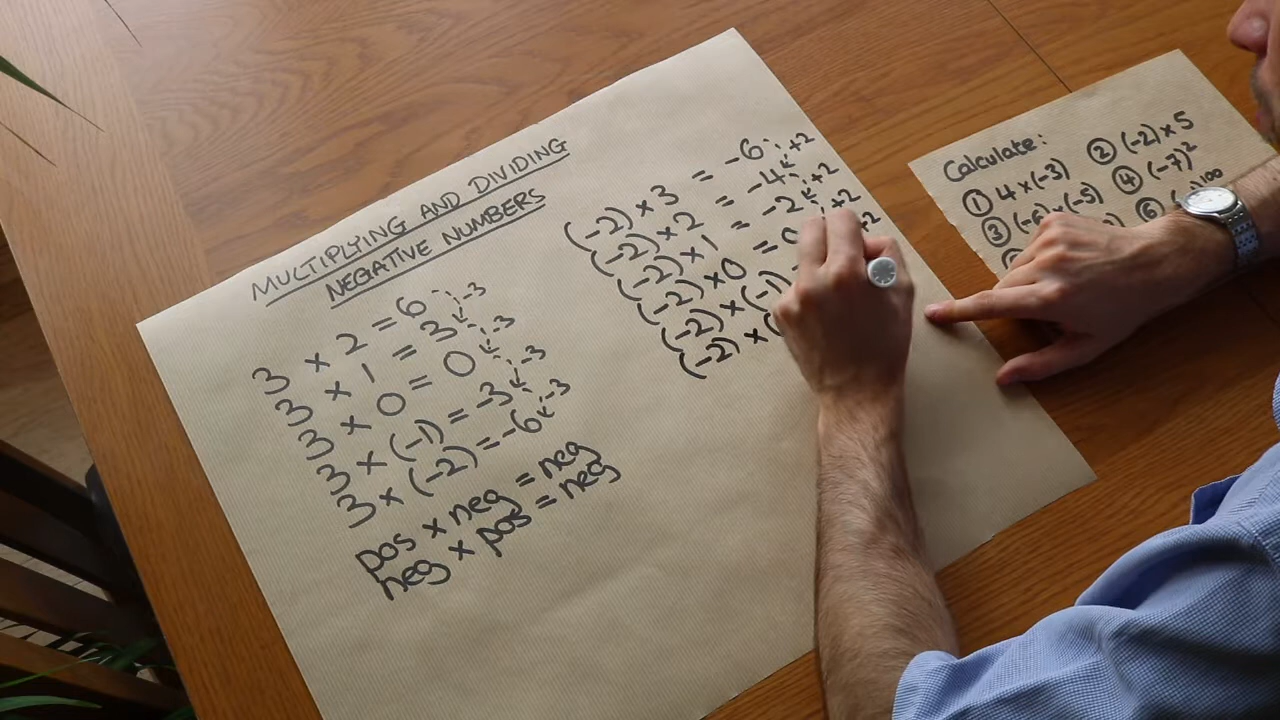 MULTIPLYING AND DIVIDING
NEGATIVE NUMBERS
3 × 2 = 6 -3
3 × 1 = 3 -3
3 × 0 = 0 -3
3 × (-1) = -3 -3
3 × (-2) = -6
pos × neg = neg
neg × pos = neg
(-2) × 3 = -6 +2
(-2) × 2 = -4 +2
(-2) × 1 = -2 +2
(-2) × 0 = 0
(-2) × (-1)
(-2) × (
Calculate:
① 4 × (-3) ② (-2) × 5
③ (-6) × (-5) ④ (-7)²
⑥ 100